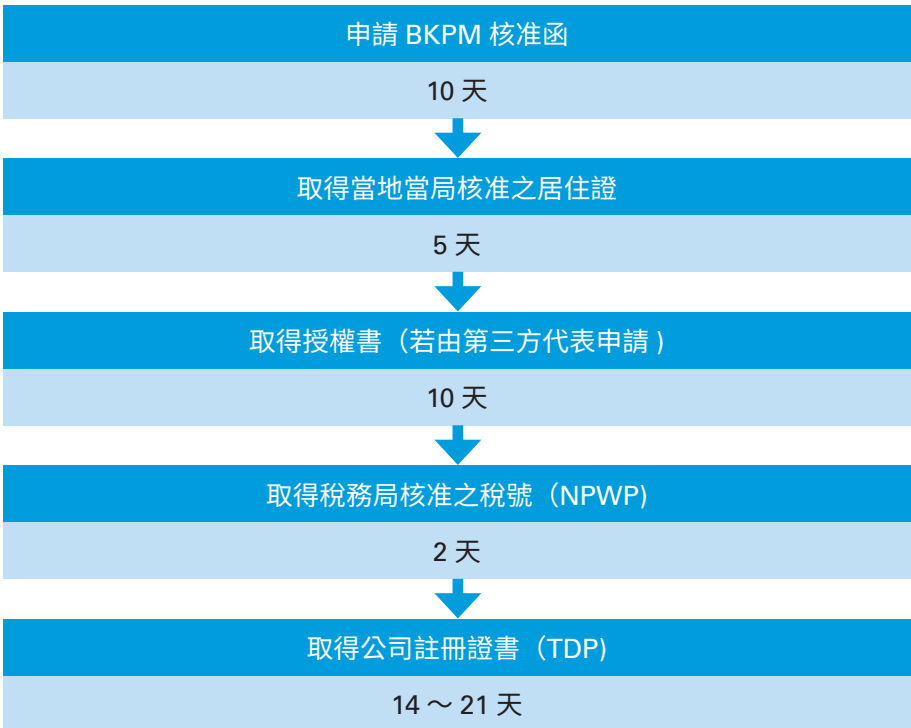 申請 BKPM 核准函
10 天
取得當地當局核准之居住證
5 天
取得授權書（若由第三方代表申請 )
10 天
取得稅務局核准之稅號（NPWP)
2 天
取得公司註冊證書（TDP)
14 ～ 21 天